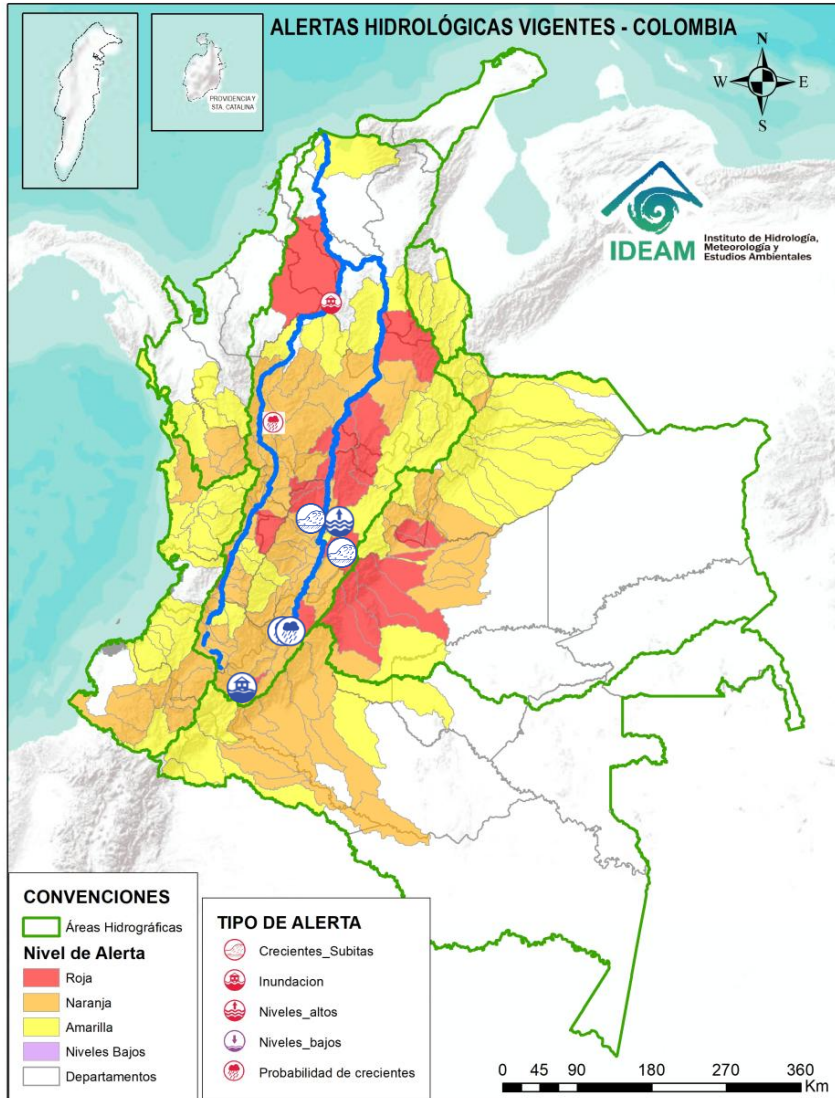 ALERTAS HIDROLÓGICAS VIGENTES - COLOMBIA
PROVIDENCIA Y
STA. CATALINA
N
W
E
S
IDEAM
Instituto de Hidrología,
Meteorología y
Estudios Ambientales
CONVENCIONES
Áreas Hidrográficas
Nivel de Alerta
Roja
Naranja
Amarilla
Niveles Bajos
Departamentos
TIPO DE ALERTA
Crecientes_Subitas
Inundacion
Niveles_altos
Niveles_bajos
Probabilidad de crecientes
0 45 90 180 270 360
Km